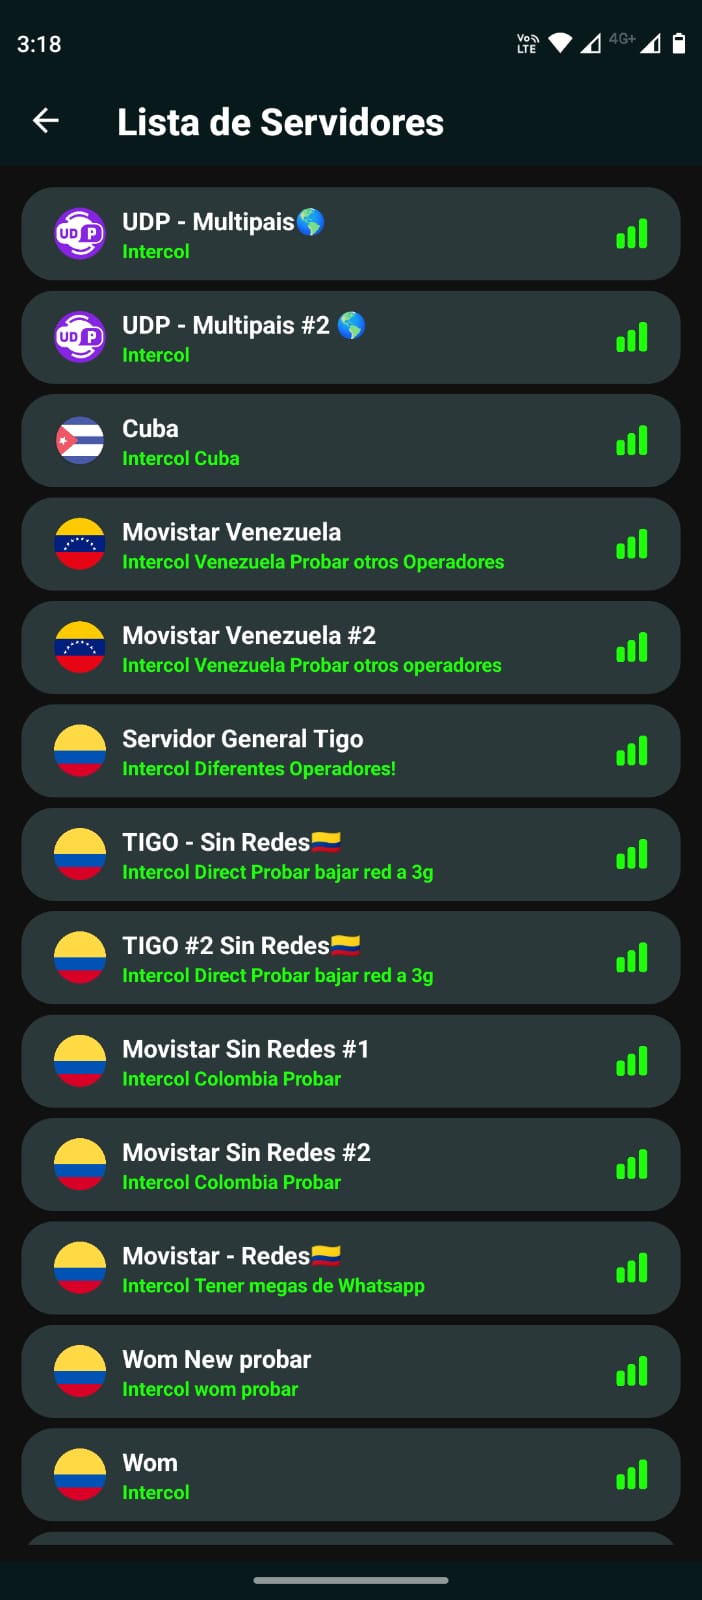 3:18
Vo LTE
4G+
Lista de Servidores
UDP
UDP - Multipais🌎
Intercol
UDP
UDP - Multipais #2 🌎
Intercol
Cuba
Intercol Cuba
Movistar Venezuela
Intercol Venezuela Probar otros Operadores
Movistar Venezuela #2
Intercol Venezuela Probar otros operadores
Servidor General Tigo
Intercol Diferentes Operadores!
TIGO - Sin Redes🇨🇴
Intercol Direct Probar bajar red a 3g
TIGO #2 Sin Redes🇨🇴
Intercol Direct Probar bajar red a 3g
Movistar Sin Redes #1
Intercol Colombia Probar
Movistar Sin Redes #2
Intercol Colombia Probar
Movistar - Redes🇨🇴
Intercol Tener megas de Whatsapp
Wom New probar
Intercol wom probar
Wom
Intercol